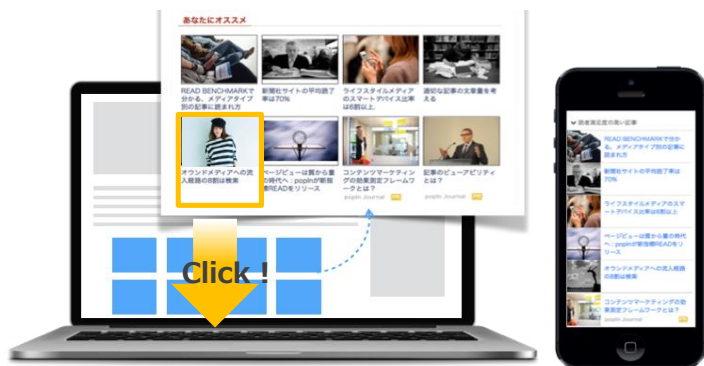 あなたにオススメ
READ BENCHMARKで
分かる、メディアタイプ
別の記事に読まれ方
新聞社サイトの平均読了
率は70%
ライフスタイルメディア
のスマートデバイス比率
は6割以上
適切な記事の文章量を考
える
オウンドメディアへの流
入経路の8割は検索
ページビューは質から量
の時代へ：popInが新指
標READをリリース
コンテンツマーケティン
グの効果測定フレームワ
ークとは？
popIn Journal
記事のビューアビリティ
とは？
popIn Journal
Click !
読者満足度の高い記事
READ BENCHMARKで分か
る、メディアタイプ別の記事に
読まれ方
新聞社サイトの平均読了率は
70%
ライフスタイルメディアのスマ
ートデバイス比率は6割以上
ページビューは質から量の時代
へ：popInが新指標READをリ
リース
オウンドメディアへの流入経路
の8割は検索
コンテンツマーケティングの効
果測定フレームワークとは？
popIn Journal